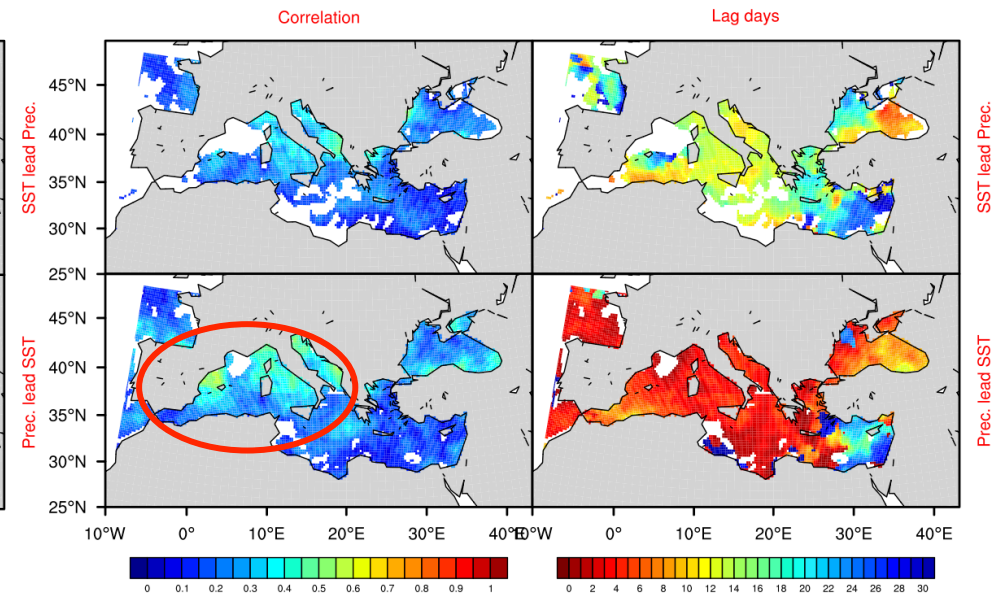 Correlation
Lag days
SST lead Prec.
45°N
40°N
35°N
30°N
25°N
SST lead Prec.
Prec. lead SST
45°N
40°N
35°N
30°N
25°N
Prec. lead SST
10°W 0° 10°E 20°E 30°E 40°E 10°W 0° 10°E 20°E 30°E 40°E
0 0.1 0.2 0.3 0.4 0.5 0.6 0.7 0.8 0.9 1
0 2 4 6 8 10 12 14 16 18 20 22 24 26 28 30